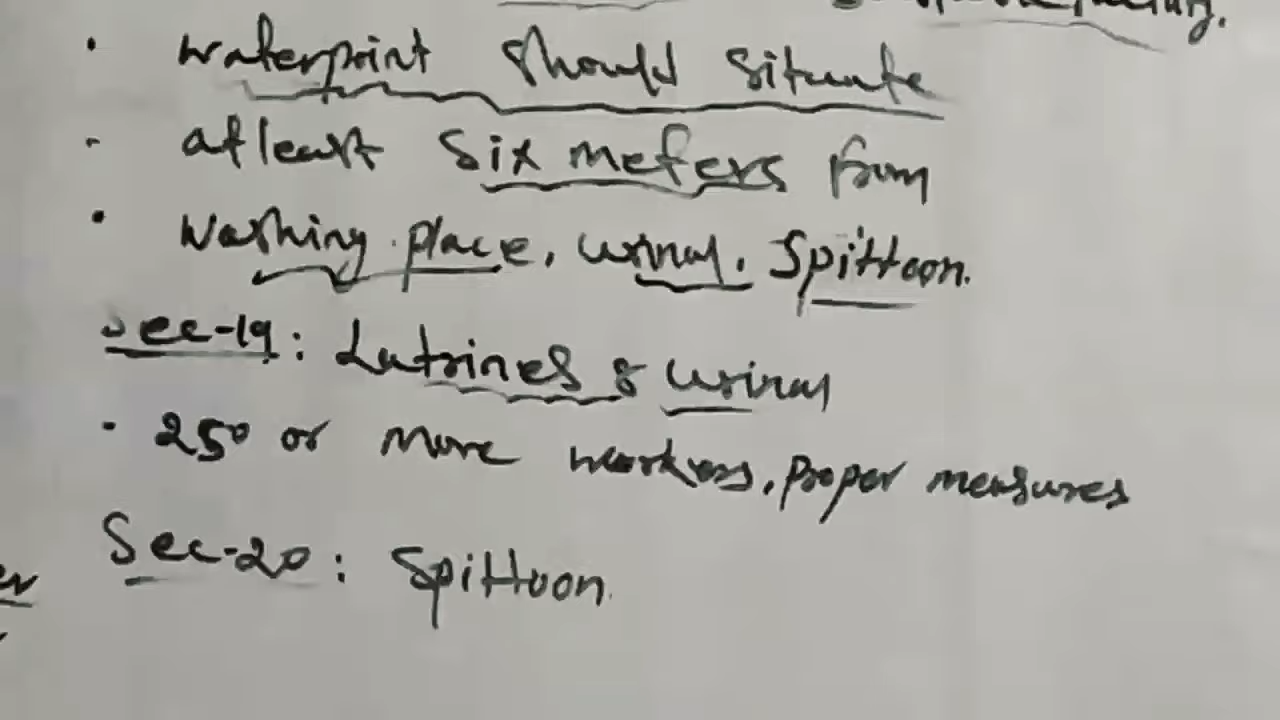 • waterpoint should situate
• atleast six meters from
• washing place, urinal, spittoon.
Sec-19: Latrines & urinal
• 250 or more workers, proper measures
Sec-20: Spittoon.